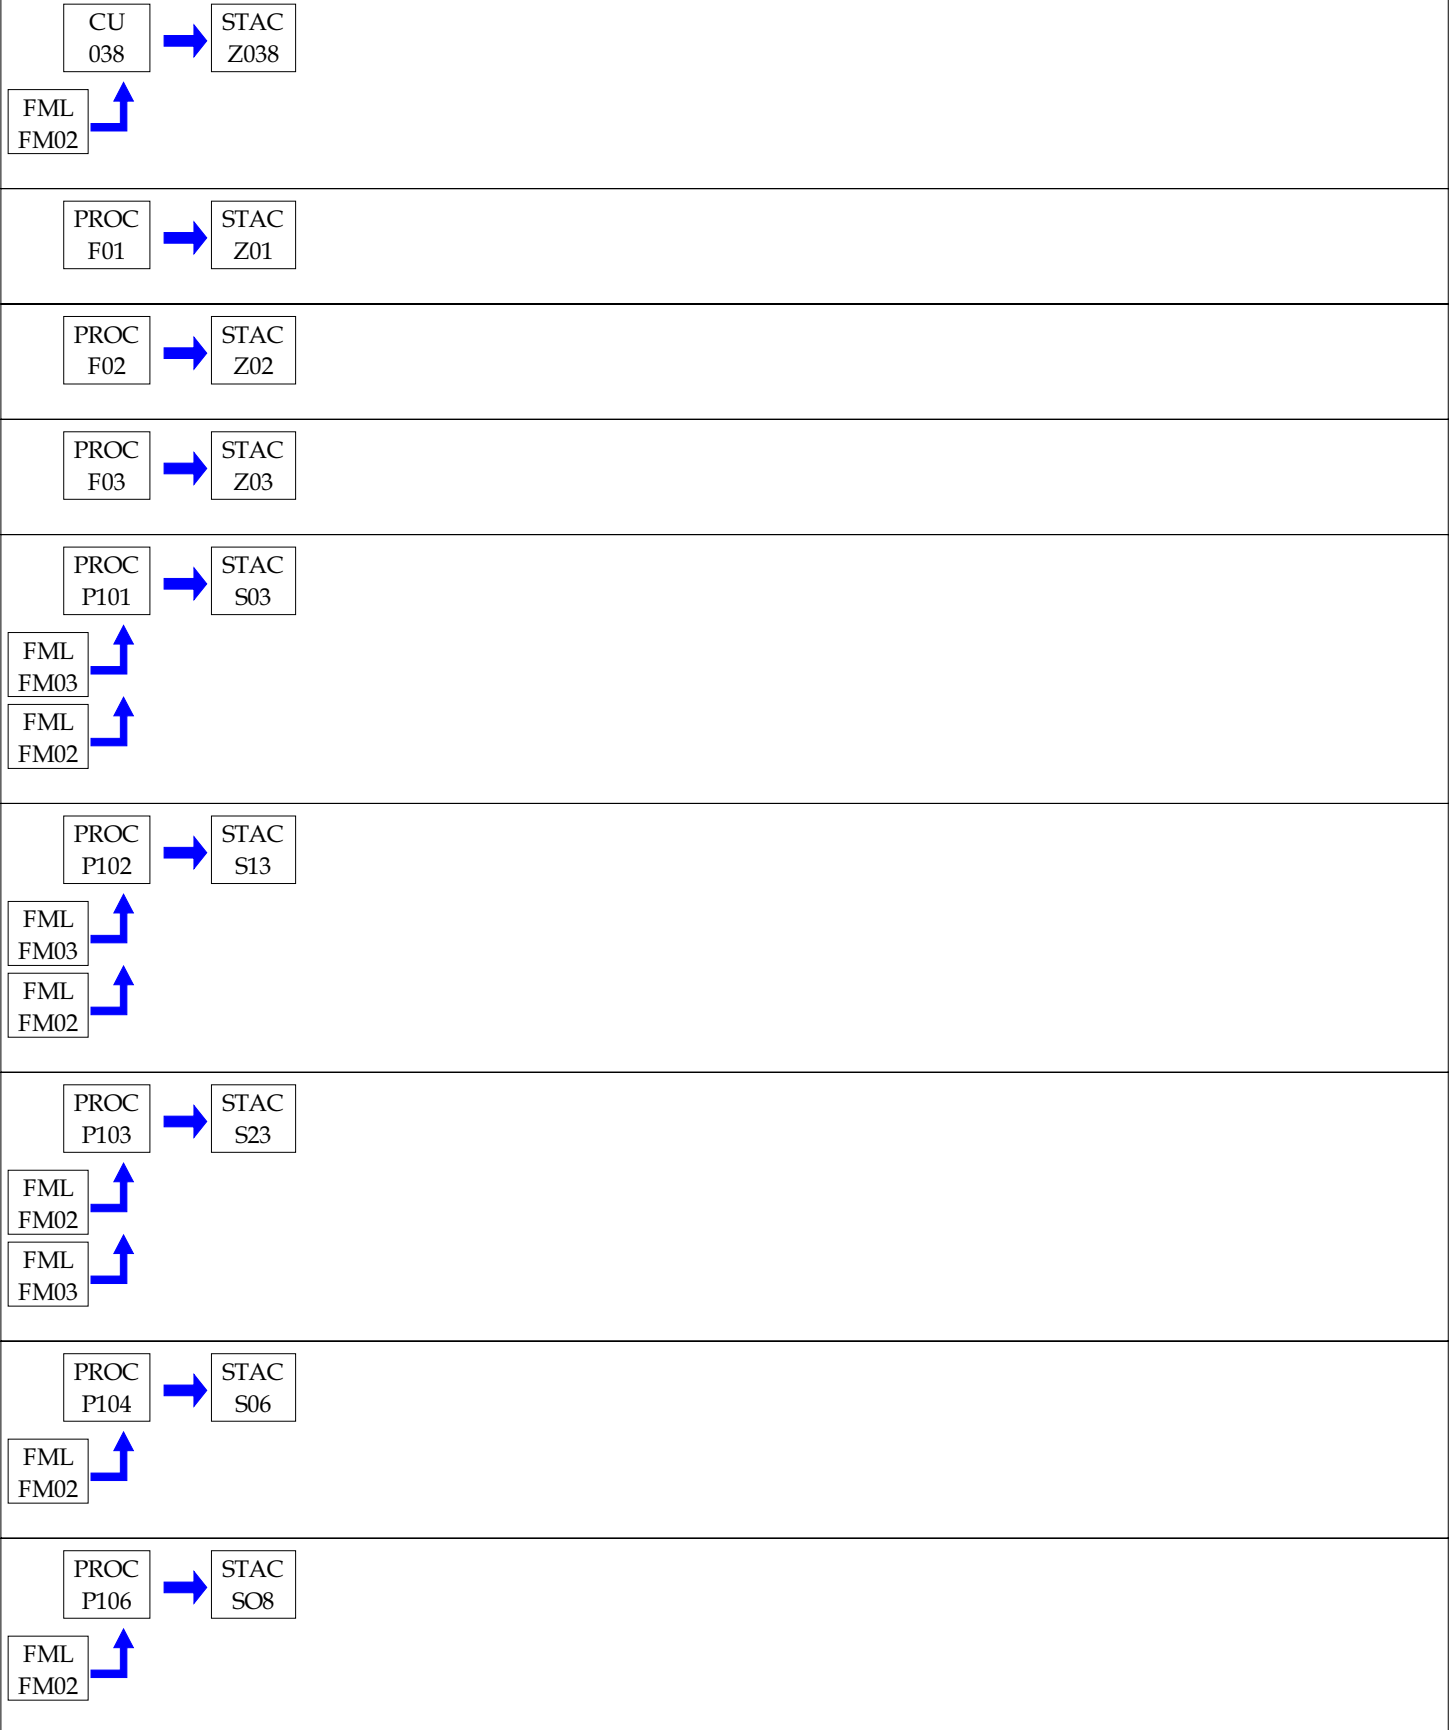 CU
038
STAC
Z038
FML
FM02
PROC
F01
STAC
Z01
PROC
F02
STAC
Z02
PROC
F03
STAC
Z03
PROC
P101
STAC
S03
FML
FM03
FML
FM02
PROC
P102
STAC
S13
FML
FM03
FML
FM02
PROC
P103
STAC
S23
FML
FM02
FML
FM03
PROC
P104
STAC
S06
FML
FM02
PROC
P106
STAC
SO8
FML
FM02